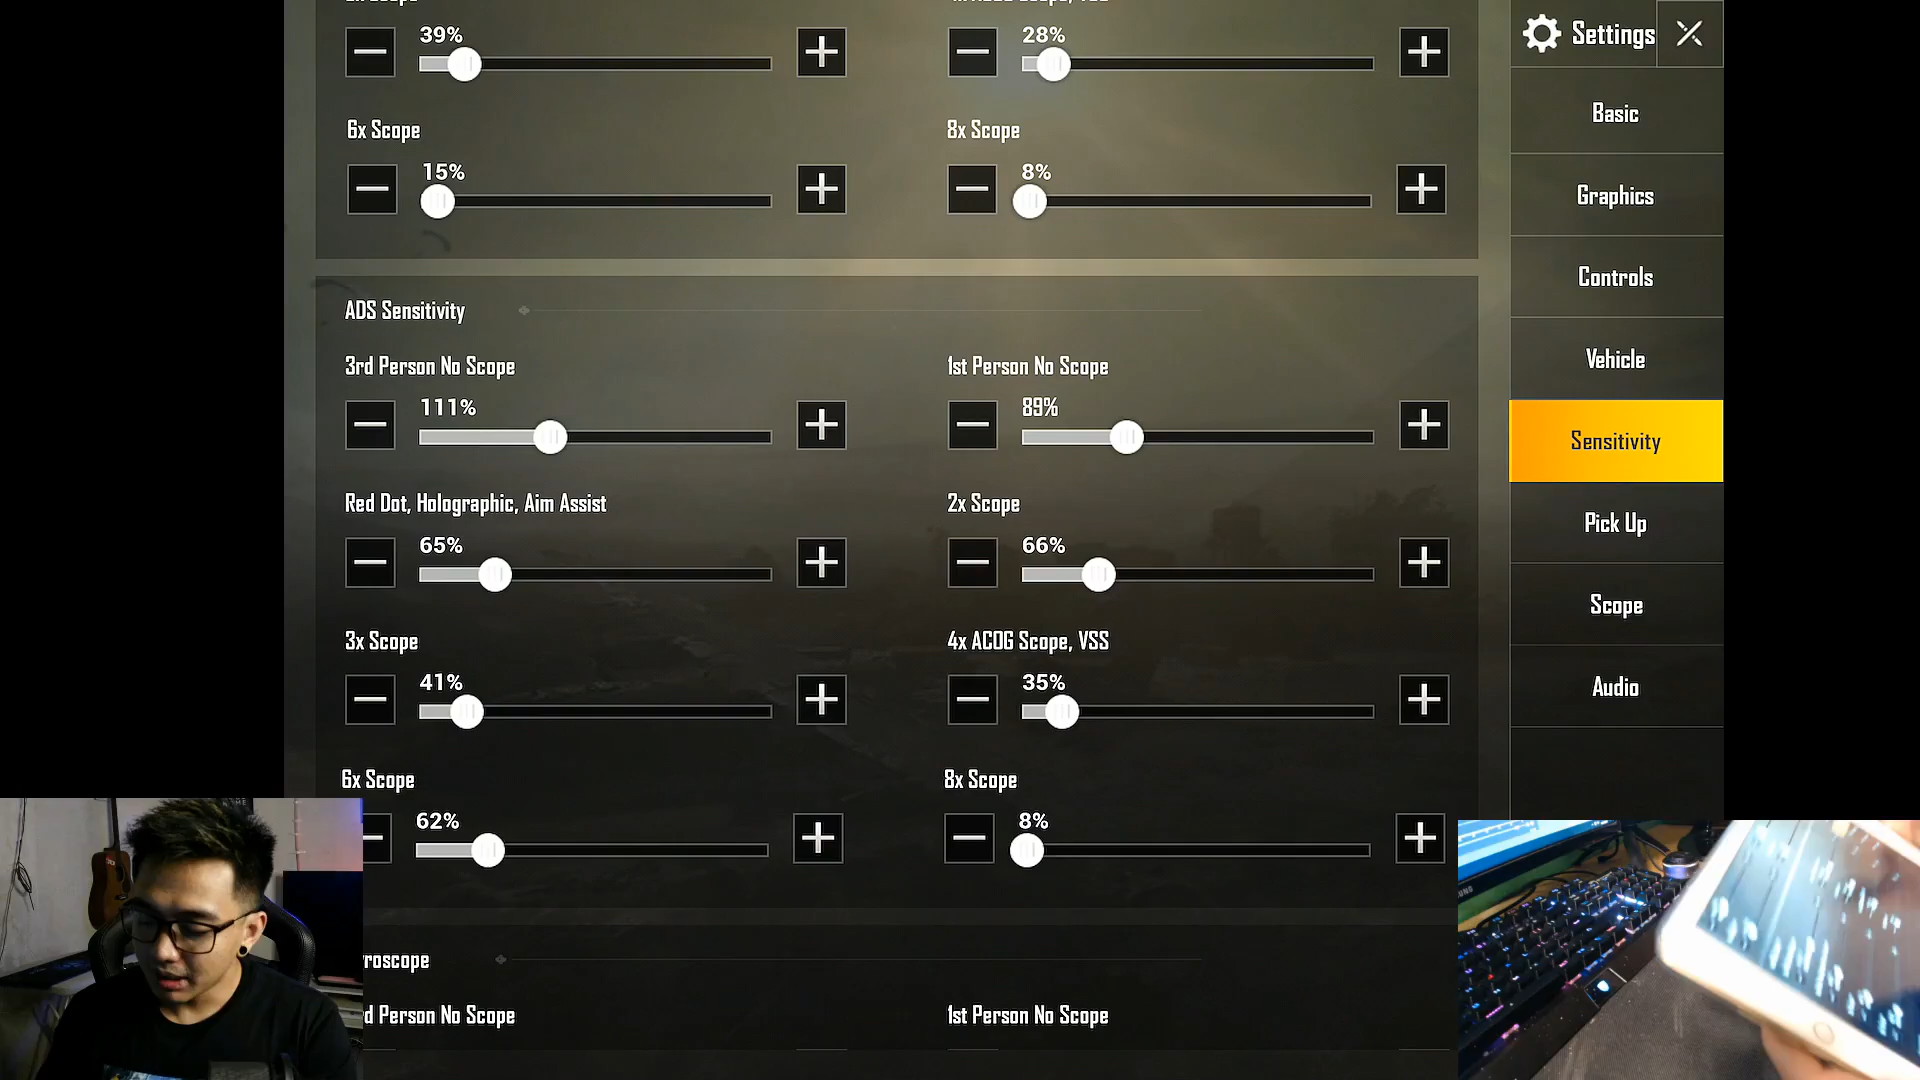 39%
28%
6x Scope
8x Scope
15%
8%
ADS Sensitivity
3rd Person No Scope
1st Person No Scope
111%
89%
Red Dot, Holographic, Aim Assist
2x Scope
65%
66%
3x Scope
4x ACOG Scope, VSS
41%
35%
6x Scope
8x Scope
62%
8%
roscope
d Person No Scope
1st Person No Scope
Settings
Basic
Graphics
Controls
Vehicle
Sensitivity
Pick Up
Scope
Audio